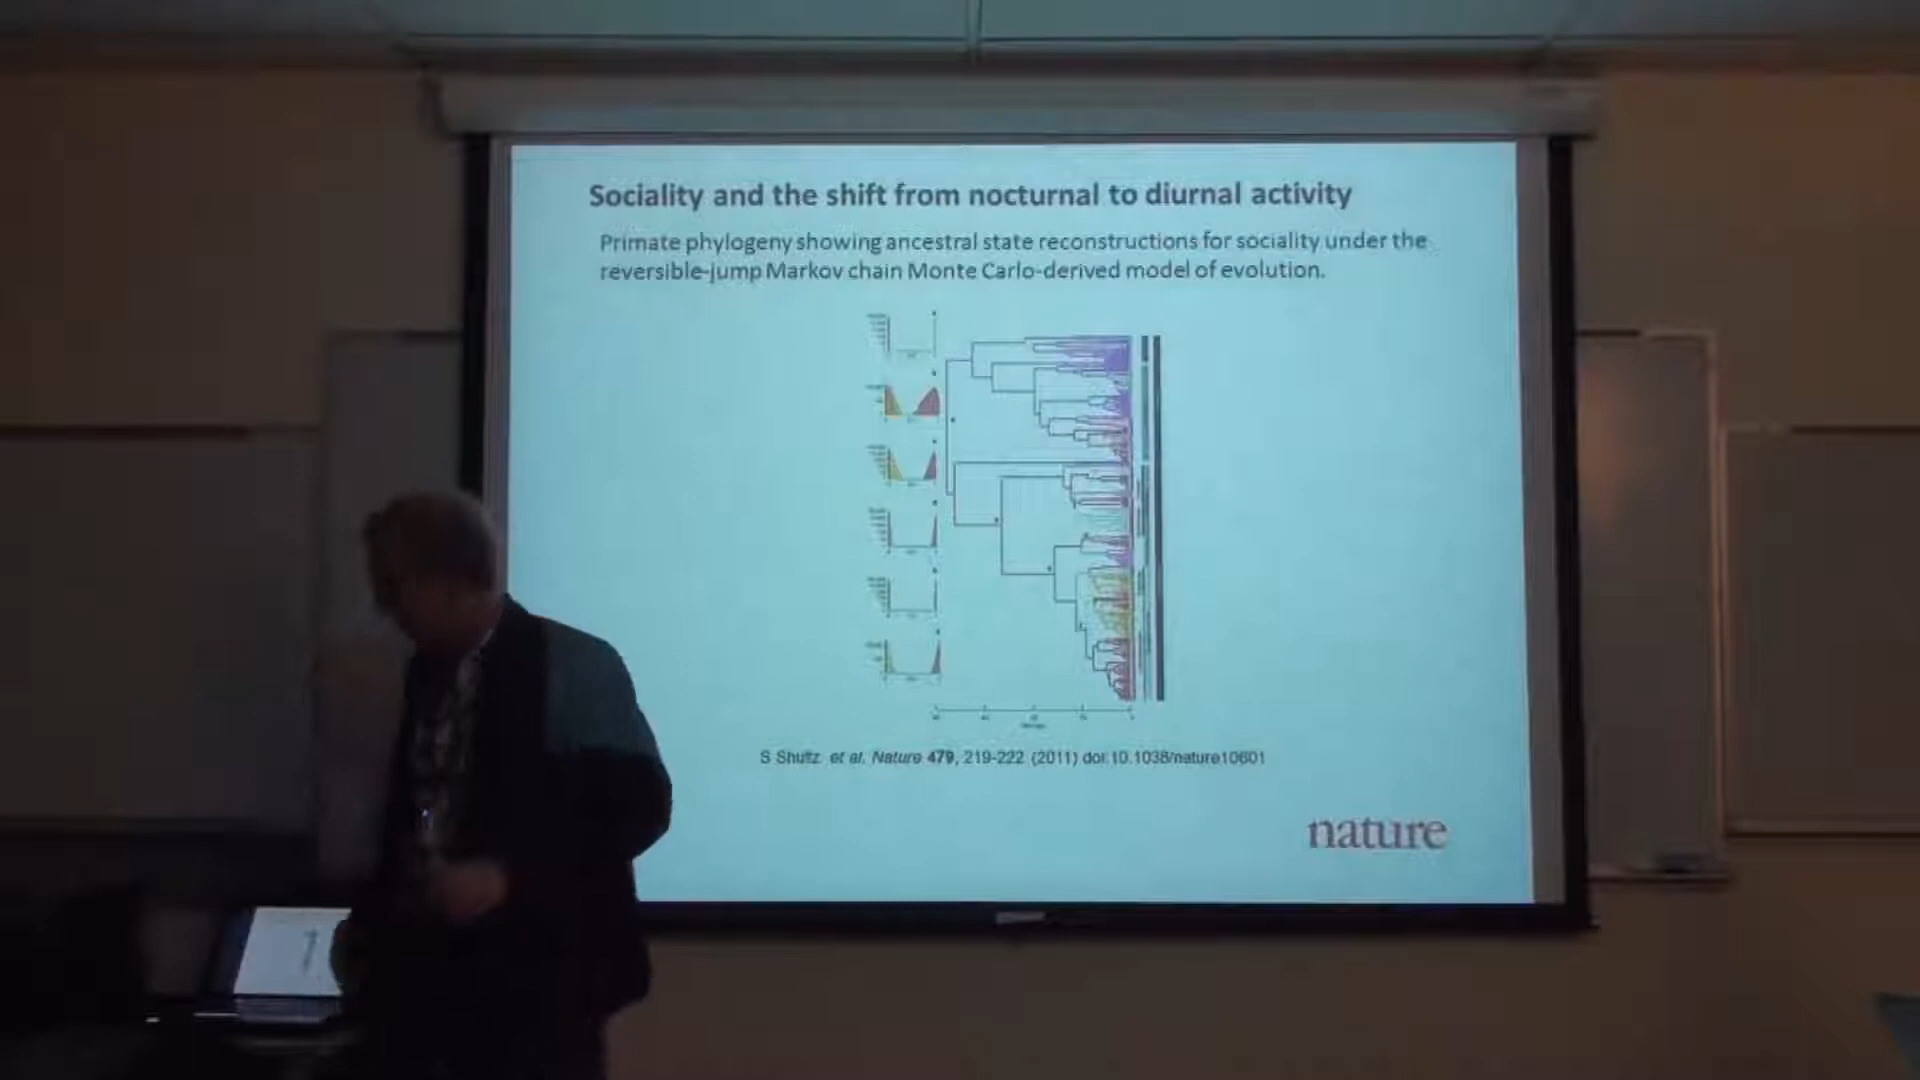 Sociality and the shift from nocturnal to diurnal activity
Primate phylogeny showing ancestral state reconstructions for sociality under the
reversible-jump Markov chain Monte Carlo-derived model of evolution.
S Shultz et al. Nature 479, 219-222 (2011) doi:10.1038/nature10601
nature